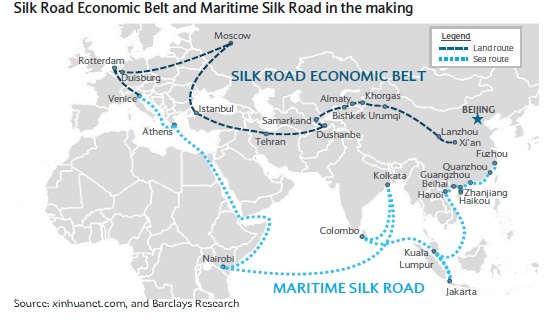 Silk Road Economic Belt and Maritime Silk Road in the making
Legend
Land route
Sea route
Moscow
Rotterdam
Duisburg
SILK ROAD ECONOMIC BELT
Venice
Almaty
Khorgas
Istanbul
Bishkek
Urumqi
BEIJING
Samarkand
Athens
Dushanbe
Lanzhou
Tehran
Xi'an
Fuzhou
Quanzhou
Kolkata
Guangzhou
Beihai
Zhanjiang
Hanoi
Haikou
Colombo
Nairobi
Kuala
Lumpur
MARITIME SILK ROAD
Jakarta
Source: xinhuanet.com, and Barclays Research